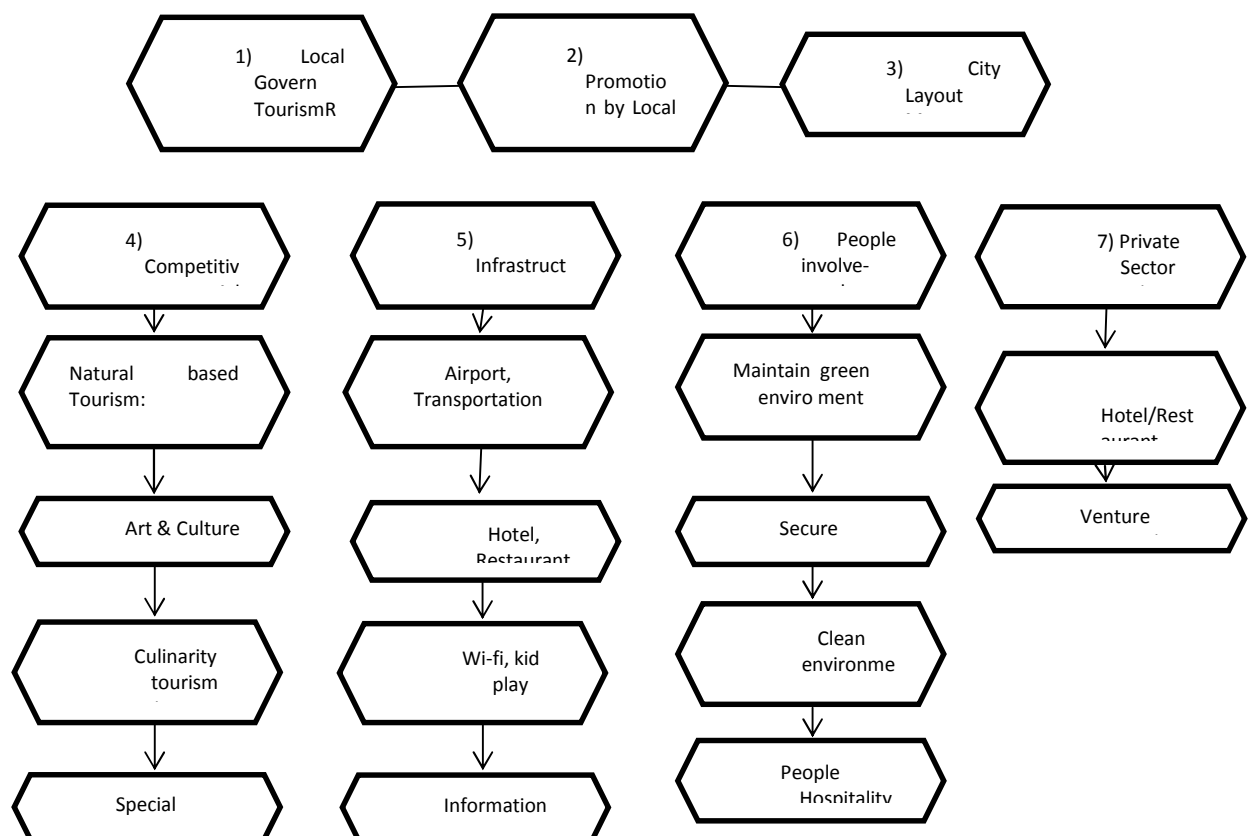 1) Local
Govern
TourismR
2)
Promotio
n by Local
3) City
Layout
4)
Competitiv
5)
Infrastruct
6) People
involve-
7) Private
Sector
Natural based
Tourism:
Airport,
Transportation
Maintain green
enviro ment
Hotel/Rest
aurant
Art & Culture
Hotel,
Restaurant
Secure
Venture
Culinarity
tourism
Wi-fi, kid
play
Clean
environme
Special
Information
People
Hospitality